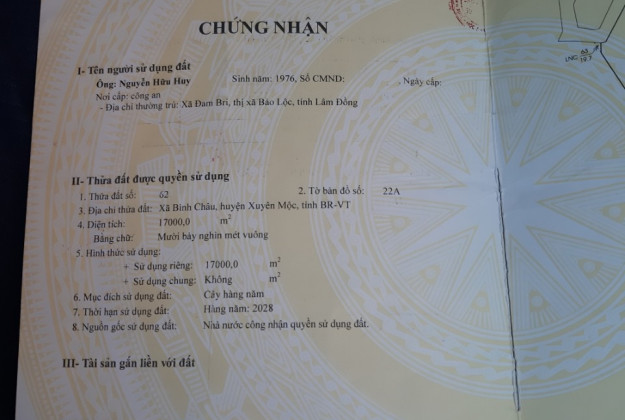 CHỨNG NHẬN
I- Tên người sử dụng đất
Ông: Nguyễn Hữu Huy Sinh năm: 1976, Số CMND: , Ngày cấp:
Nơi cấp: công an
- Địa chỉ thường trú: Xã Đam Bri, thị xã Bảo Lộc, tỉnh Lâm Đồng
II- Thửa đất được quyền sử dụng
1. Thửa đất số: 62 2. Tờ bản đồ số: 22A
3. Địa chỉ thửa đất: Xã Bình Châu, huyện Xuyên Mộc, tỉnh BR-VT
4. Diện tích: 17000,0 m²
Bằng chữ: Mười bảy nghìn mét vuông
5. Hình thức sử dụng:
+ Sử dụng riêng: 17000,0 m²
+ Sử dụng chung: Không m²
6. Mục đích sử dụng đất: Cây hàng năm
7. Thời hạn sử dụng đất: Hàng năm: 2028
8. Nguồn gốc sử dụng đất: Nhà nước công nhận quyền sử dụng đất.
III- Tài sản gắn liền với đất